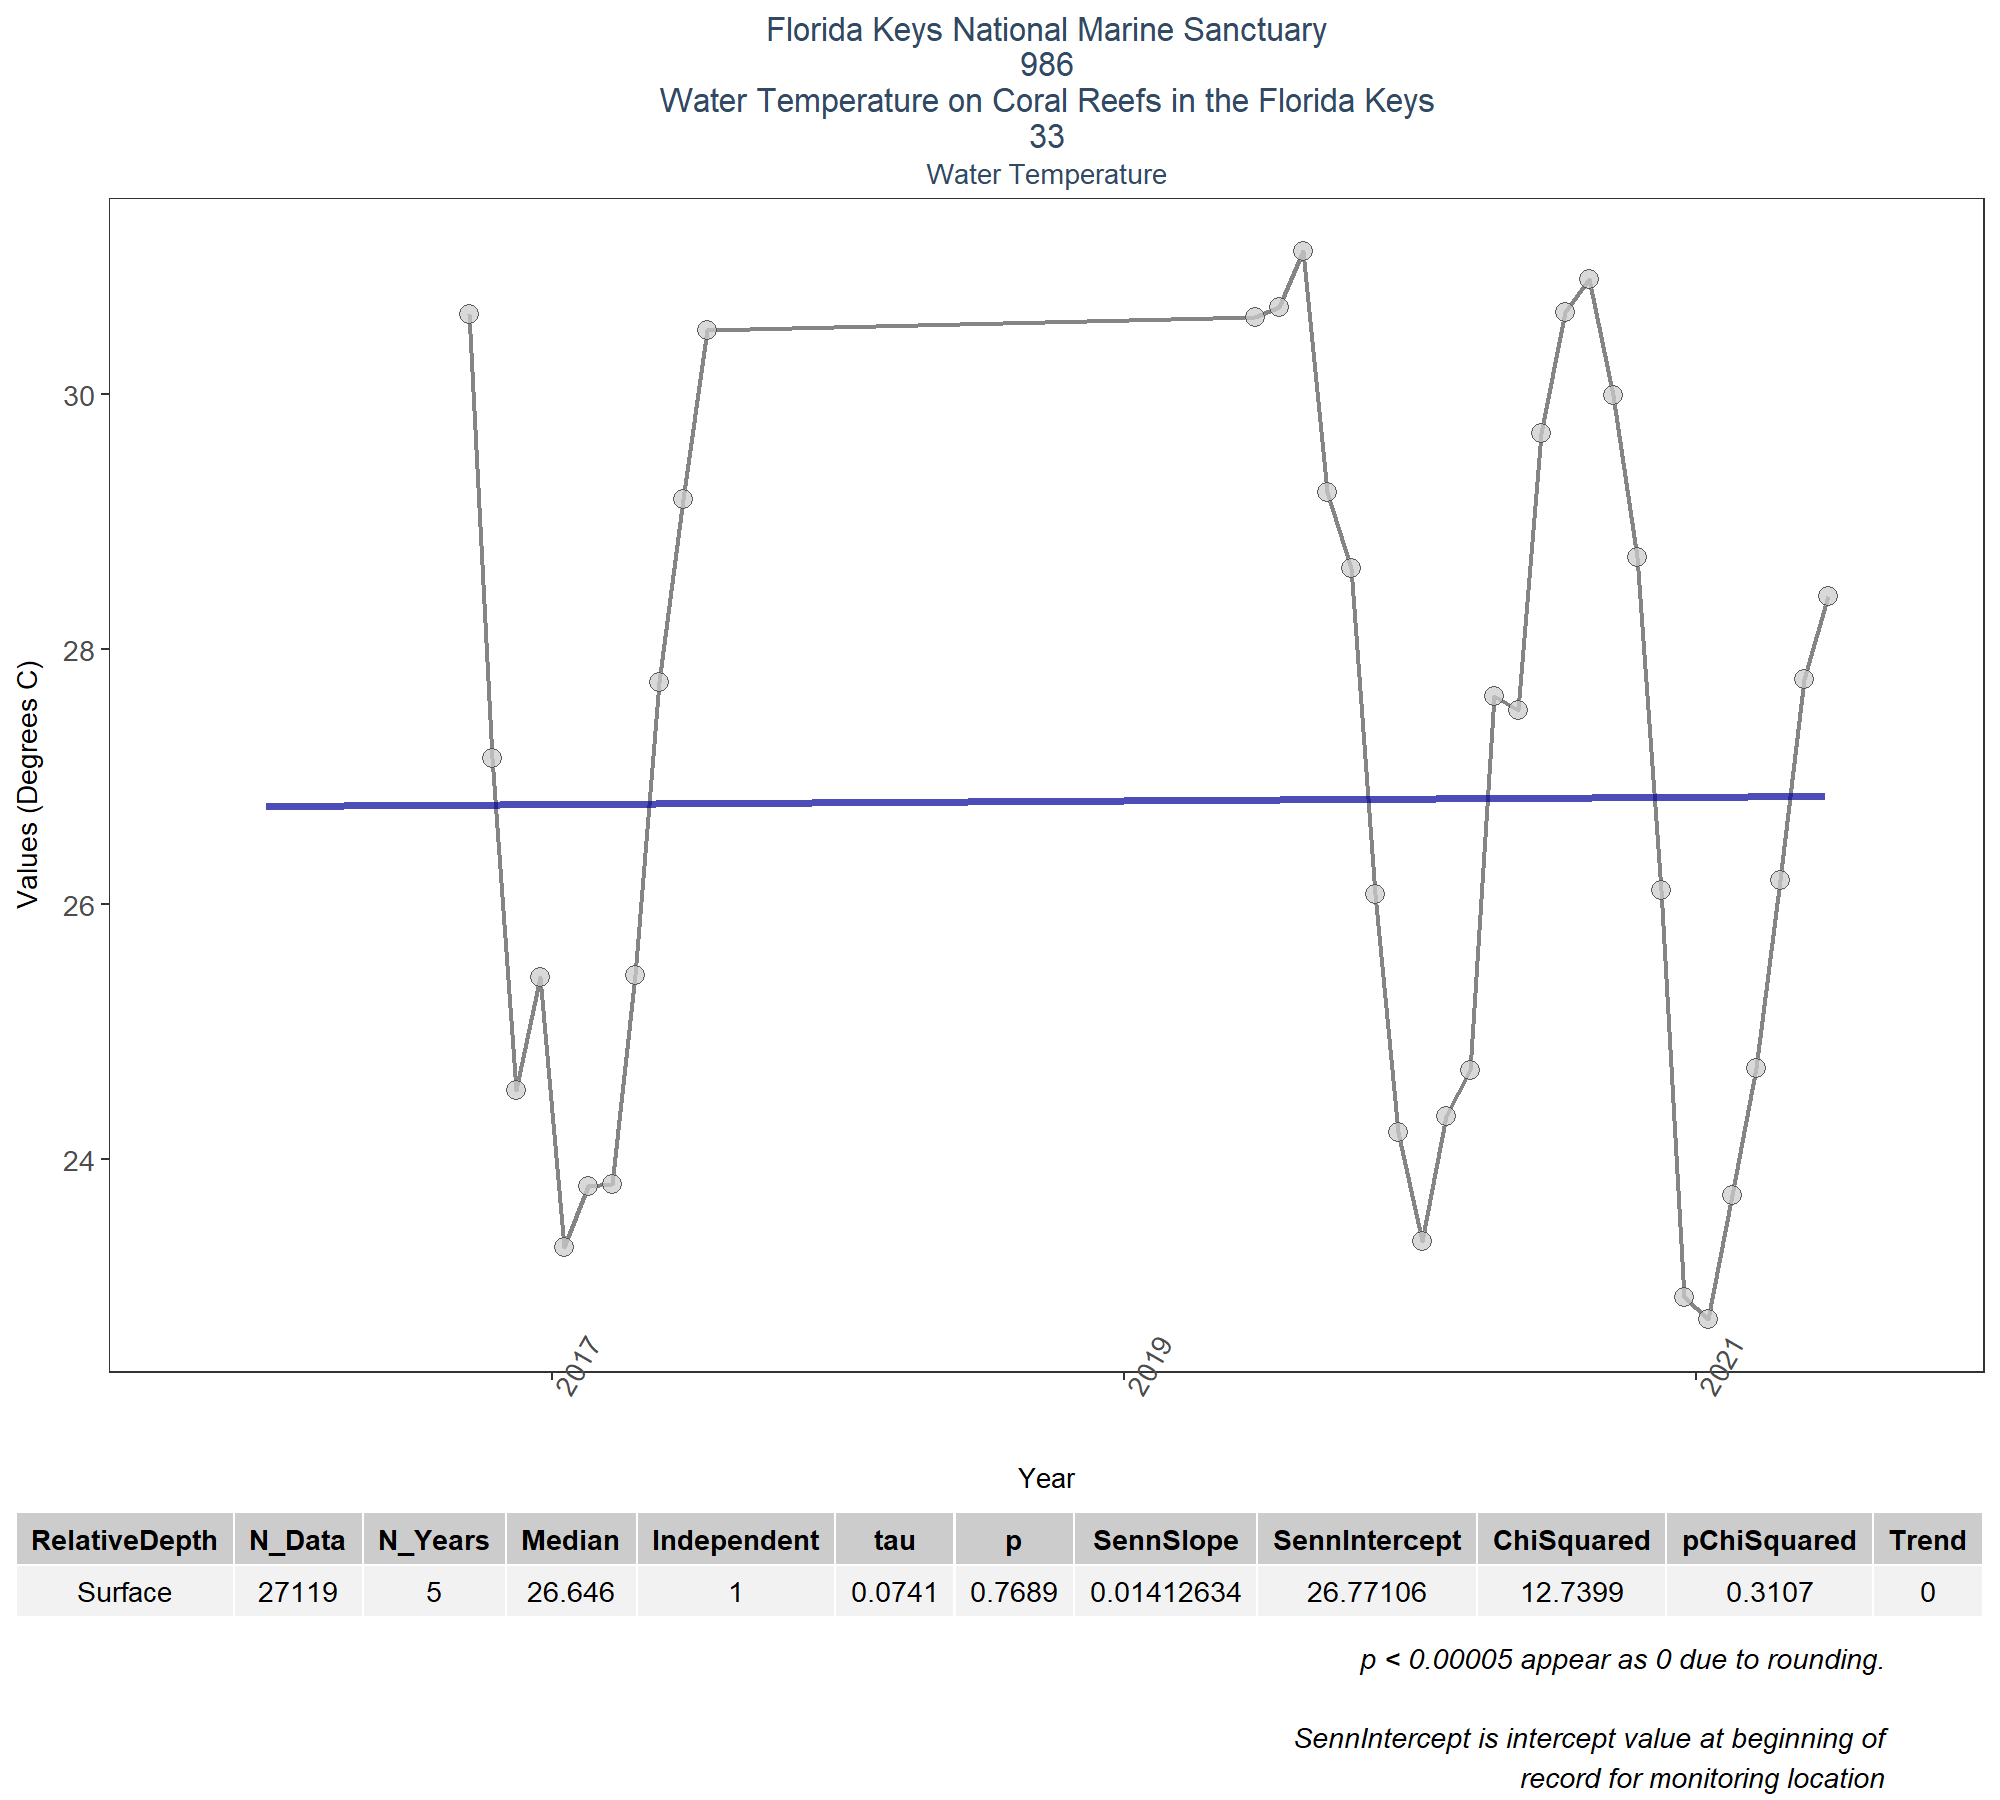 Florida Keys National Marine Sanctuary
986
Water Temperature on Coral Reefs in the Florida Keys
33
Water Temperature
Values (Degrees C)
30
28
26
24
2017
2019
2021
Year
RelativeDepth N_Data N_Years Median Independent tau p SennSlope SennIntercept ChiSquared pChiSquared Trend
Surface 27119 5 26.646 1 0.0741 0.7689 0.01412634 26.77106 12.7399 0.3107 0
p < 0.00005 appear as 0 due to rounding.
SennIntercept is intercept value at beginning of
record for monitoring location